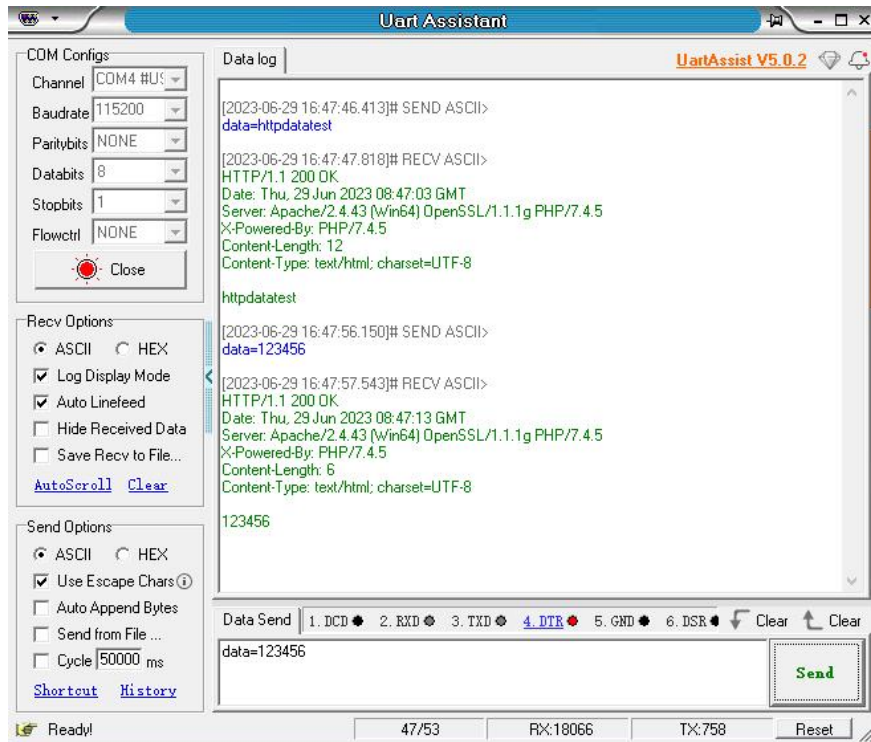 Uart Assistant
COM Configs
Channel COM4 #US
Baudrate 115200
Paritybits NONE
Databits 8
Stopbits 1
Flowctrl NONE
Close
Recv Options
ASCII HEX
Log Display Mode
Auto Linefeed
Hide Received Data
Save Recv to File...
AutoScroll Clear
Send Options
ASCII HEX
Use Escape Chars
Auto Append Bytes
Send from File ...
Cycle 50000 ms
Shortcut History
Data log
UartAssist V5.0.2
[2023-06-29 16:47:46.413]# SEND ASCII>
data=httpdatatest
[2023-06-29 16:47:47.818]# RECV ASCII>
HTTP/1.1 200 OK
Date: Thu, 29 Jun 2023 08:47:03 GMT
Server: Apache/2.4.43 (Win64) OpenSSL/1.1.1g PHP/7.4.5
X-Powered-By: PHP/7.4.5
Content-Length: 12
Content-Type: text/html; charset=UTF-8
httpdatatest
[2023-06-29 16:47:56.150]# SEND ASCII>
data=123456
[2023-06-29 16:47:57.543]# RECV ASCII>
HTTP/1.1 200 OK
Date: Thu, 29 Jun 2023 08:47:13 GMT
Server: Apache/2.4.43 (Win64) OpenSSL/1.1.1g PHP/7.4.5
X-Powered-By: PHP/7.4.5
Content-Length: 6
Content-Type: text/html; charset=UTF-8
123456
Data Send 1. DCD 2. RXD 3. TXD 4. DTR 5. GND 6. DSR Clear Clear
data=123456
Send
Ready! 47/53 RX:18066 TX:758 Reset